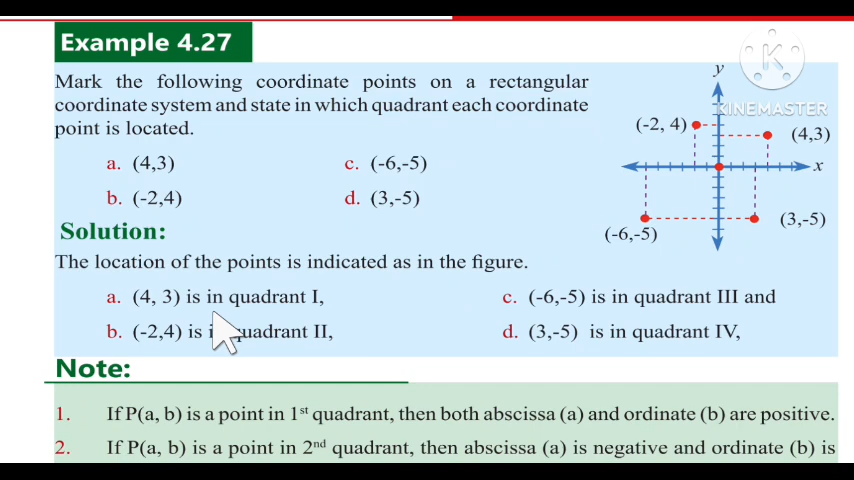 Example 4.27
K
KINEMASTER
Mark the following coordinate points on a rectangular
coordinate system and state in which quadrant each coordinate
point is located.
a. (4,3) c. (-6,-5)
b. (-2,4) d. (3,-5)
y
(-2, 4)
(4,3)
x
(-6,-5)
(3,-5)
Solution:
The location of the points is indicated as in the figure.
a. (4, 3) is in quadrant I, c. (-6,-5) is in quadrant III and
b. (-2,4) is quadrant II, d. (3,-5) is in quadrant IV,
Note:
1. If P(a, b) is a point in 1st quadrant, then both abscissa (a) and ordinate (b) are positive.
2. If P(a, b) is a point in 2nd quadrant, then abscissa (a) is negative and ordinate (b) is